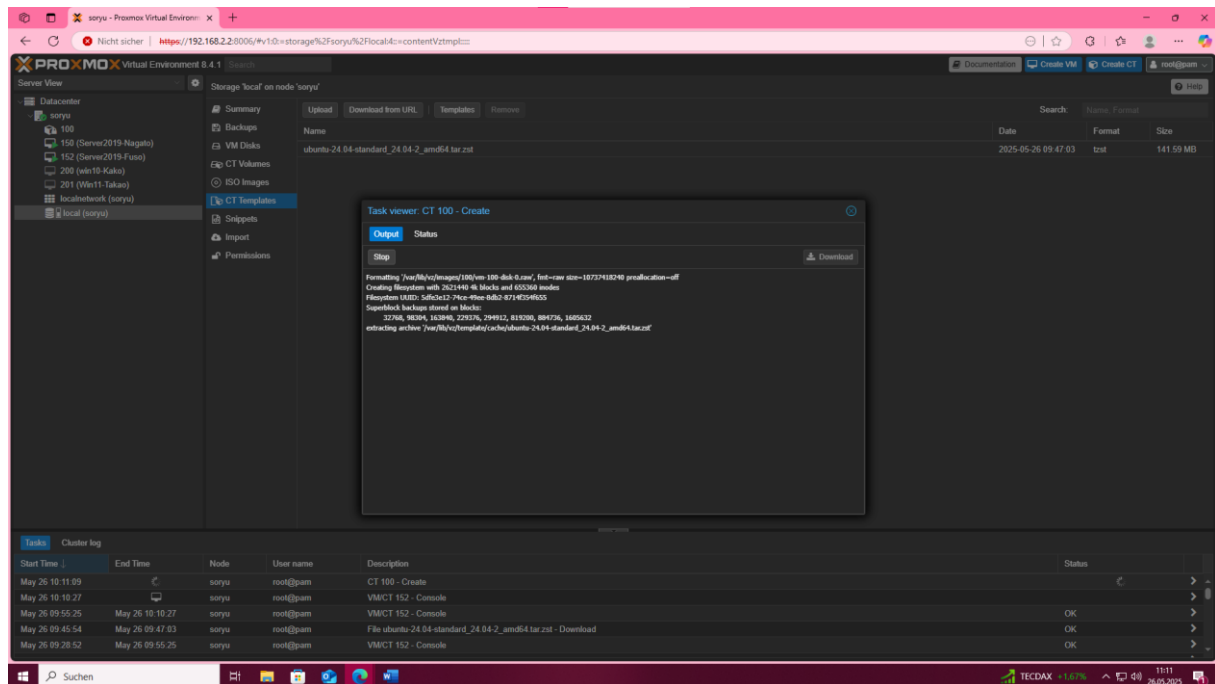 soryu - Proxmox Virtual Environm
Nicht sicher https://192.168.2.2:8006/#v1:0:=storage%2Fsoryu%2Flocal:4::=contentVztmpl:::::
PROXMOX Virtual Environment 8.4.1 Search
Documentation Create VM Create CT root@pam
Server View
Storage 'local' on node 'soryu'
Help
Datacenter
soryu
100
150 (Server2019-Nagato)
152 (Server2019-Fuso)
200 (win10-Kako)
201 (Win11-Takao)
localnetwork (soryu)
local (soryu)
Summary
Backups
VM Disks
CT Volumes
ISO Images
CT Templates
Snippets
Import
Permissions
Upload Download from URL Templates Remove Search: Name, Format
Name Date Format Size
ubuntu-24.04-standard_24.04-2_amd64.tar.zst 2025-05-26 09:47:03 tzst 141.59 MB
Task viewer: CT 100 - Create
Output Status
Stop Download
Formatting '/var/lib/vz/images/100/vm-100-disk-0.raw', fmt=raw size=10737418240 preallocation=off
Creating filesystem with 2621440 4k blocks and 655360 inodes
Filesystem UUID: 5dfe3e12-74ce-49ee-8db2-8714f354f655
Superblock backups stored on blocks:
32768, 98304, 163840, 229376, 294912, 819200, 884736, 1605632
extracting archive '/var/lib/vz/template/cache/ubuntu-24.04-standard_24.04-2_amd64.tar.zst'
Tasks Cluster log
Start Time End Time Node User name Description Status
May 26 10:11:09 soryu root@pam CT 100 - Create
May 26 10:10:27 soryu root@pam VM/CT 152 - Console
May 26 09:55:25 May 26 10:10:27 soryu root@pam VM/CT 152 - Console OK
May 26 09:45:54 May 26 09:47:03 soryu root@pam File ubuntu-24.04-standard_24.04-2_amd64.tar.zst - Download OK
May 26 09:28:52 May 26 09:55:25 soryu root@pam VM/CT 152 - Console OK
Suchen
TECDAX +1,67%
11:11
26.05.2025